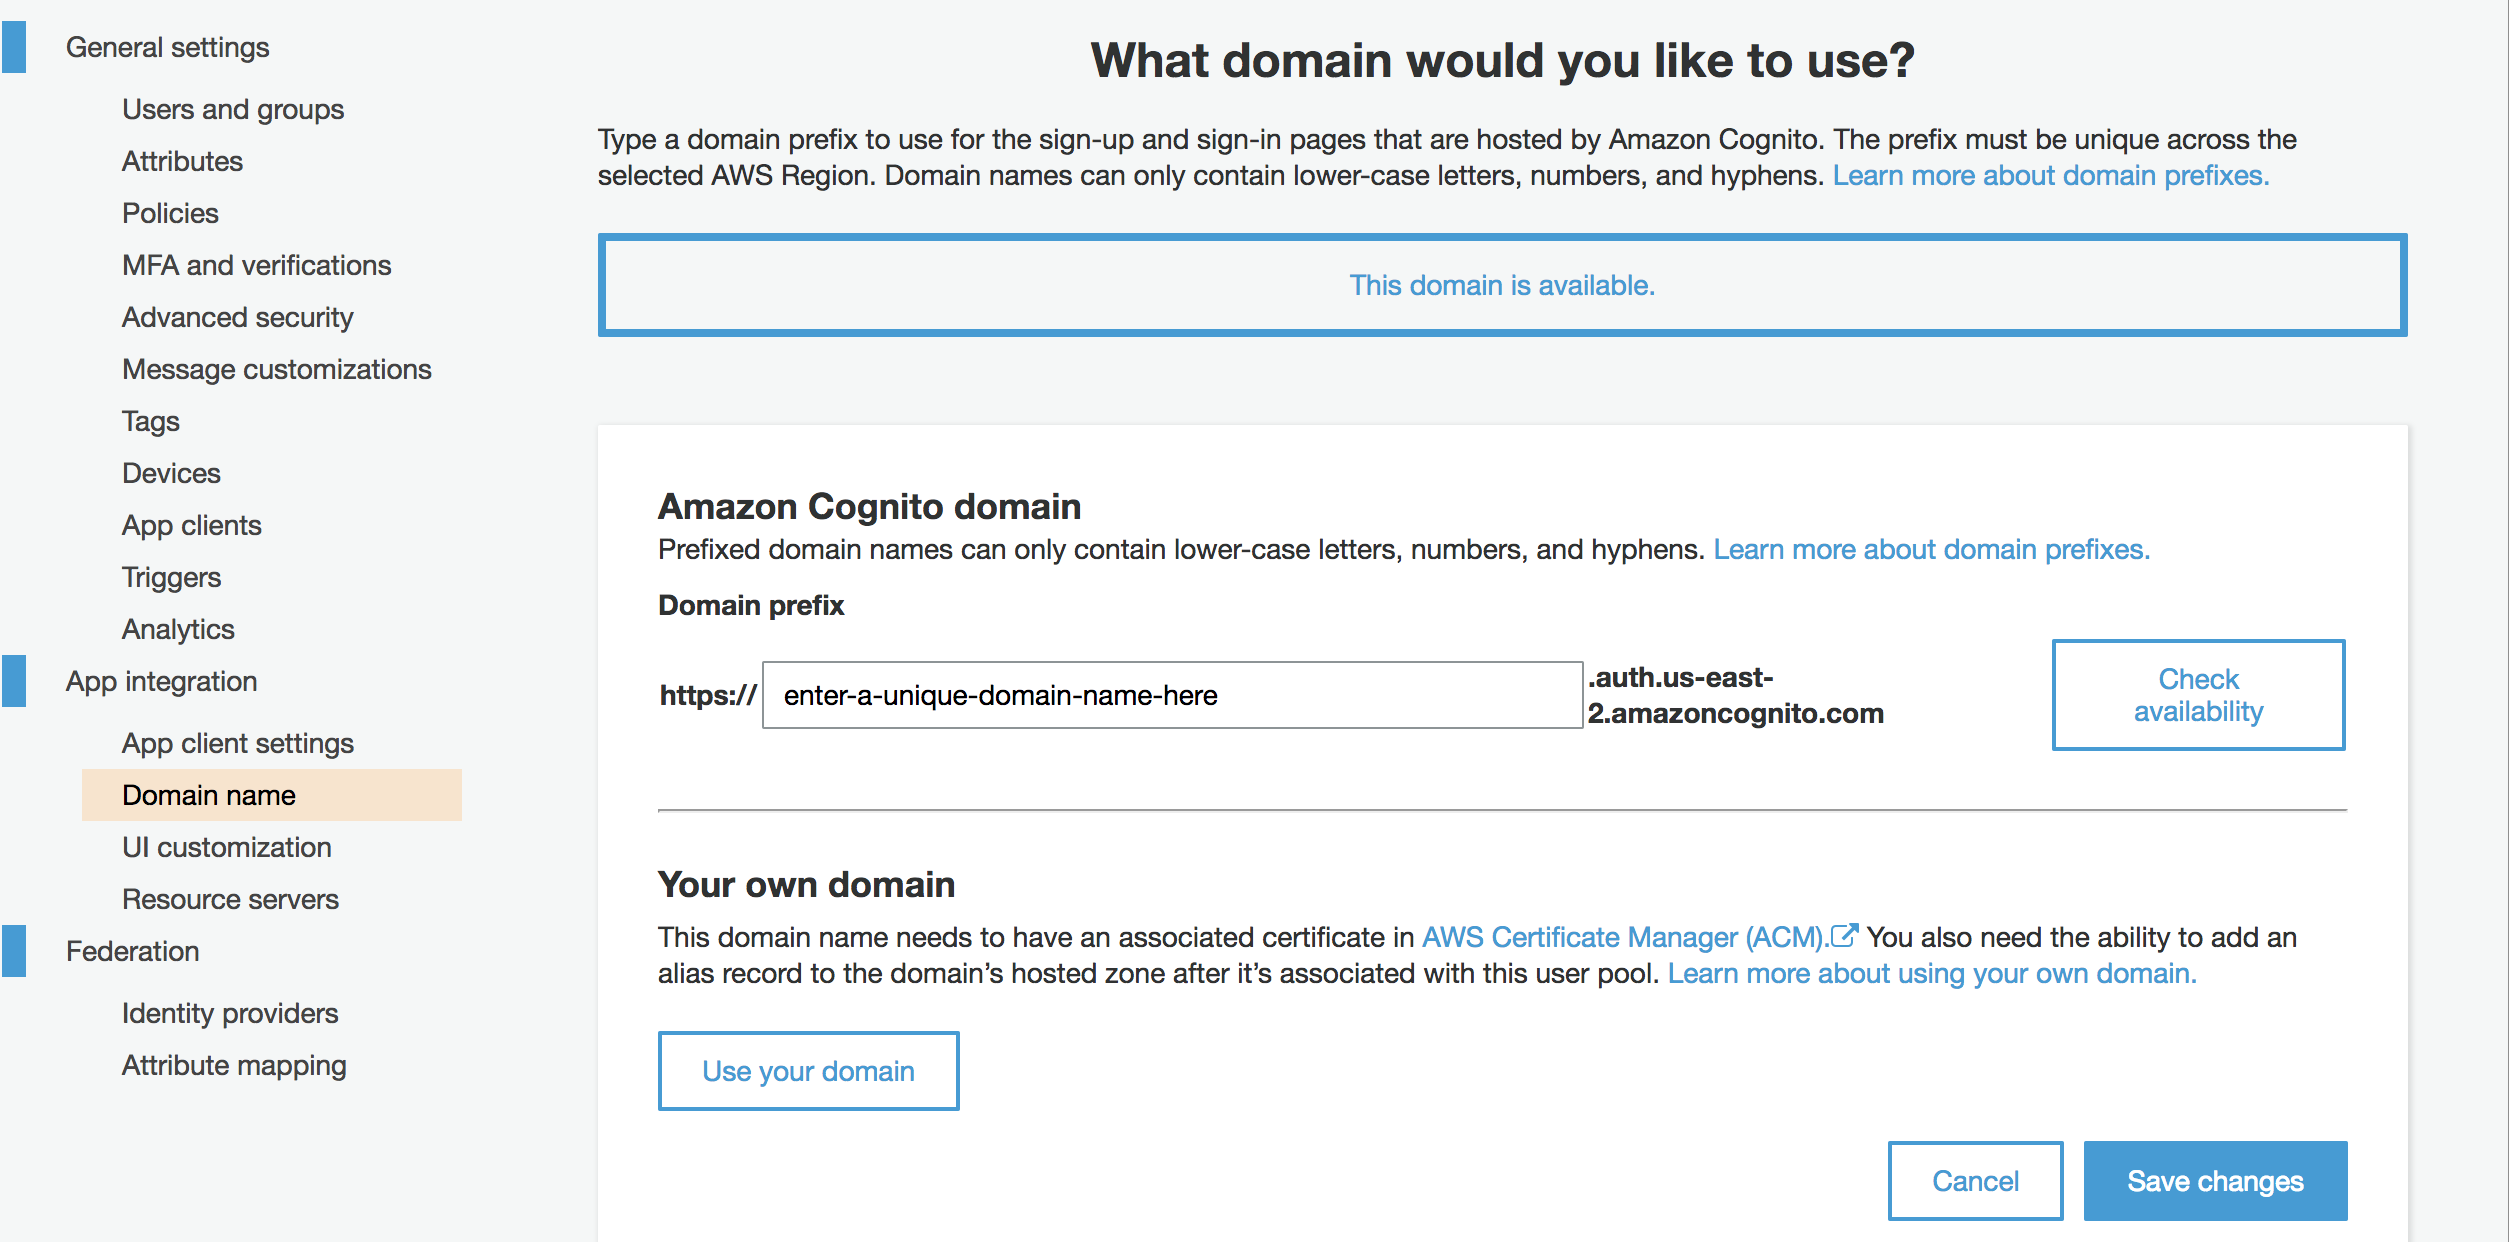 General settings
Users and groups
Attributes
Policies
MFA and verifications
Advanced security
Message customizations
Tags
Devices
App clients
Triggers
Analytics
App integration
App client settings
Domain name
UI customization
Resource servers
Federation
Identity providers
Attribute mapping
What domain would you like to use?
Type a domain prefix to use for the sign-up and sign-in pages that are hosted by Amazon Cognito. The prefix must be unique across the
selected AWS Region. Domain names can only contain lower-case letters, numbers, and hyphens. Learn more about domain prefixes.
This domain is available.
Amazon Cognito domain
Prefixed domain names can only contain lower-case letters, numbers, and hyphens. Learn more about domain prefixes.
Domain prefix
https://
enter-a-unique-domain-name-here
.auth.us-east-
2.amazoncognito.com
Check
availability
Your own domain
This domain name needs to have an associated certificate in AWS Certificate Manager (ACM). You also need the ability to add an
alias record to the domain’s hosted zone after it’s associated with this user pool. Learn more about using your own domain.
Use your domain
Cancel
Save changes